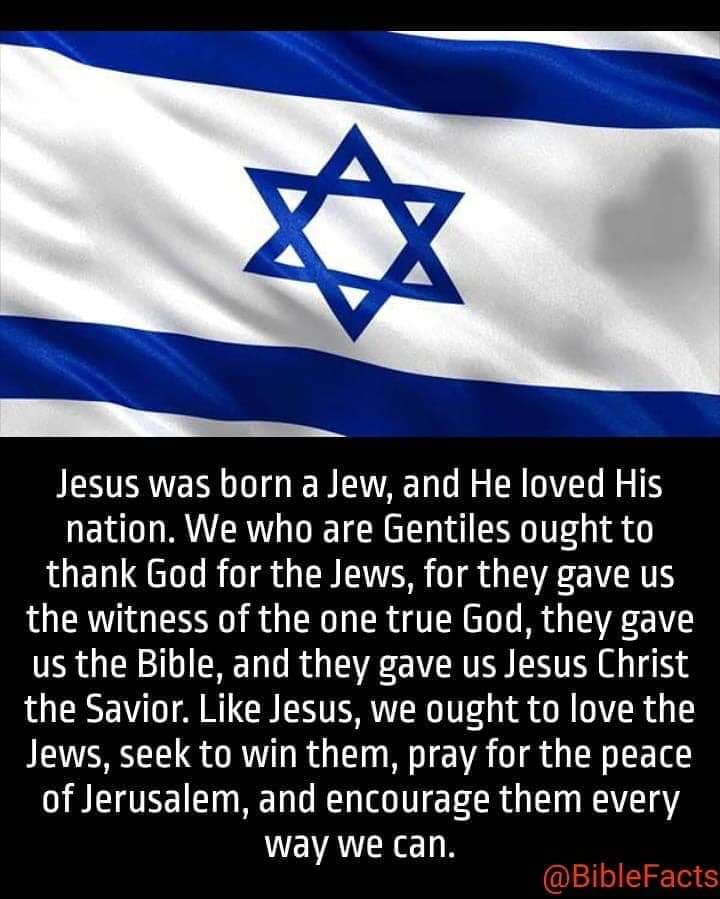 Jesus was born a Jew, and He loved His
nation. We who are Gentiles ought to
thank God for the Jews, for they gave us
the witness of the one true God, they gave
us the Bible, and they gave us Jesus Christ
the Savior. Like Jesus, we ought to love the
Jews, seek to win them, pray for the peace
of Jerusalem, and encourage them every
way we can.
@BibleFacts